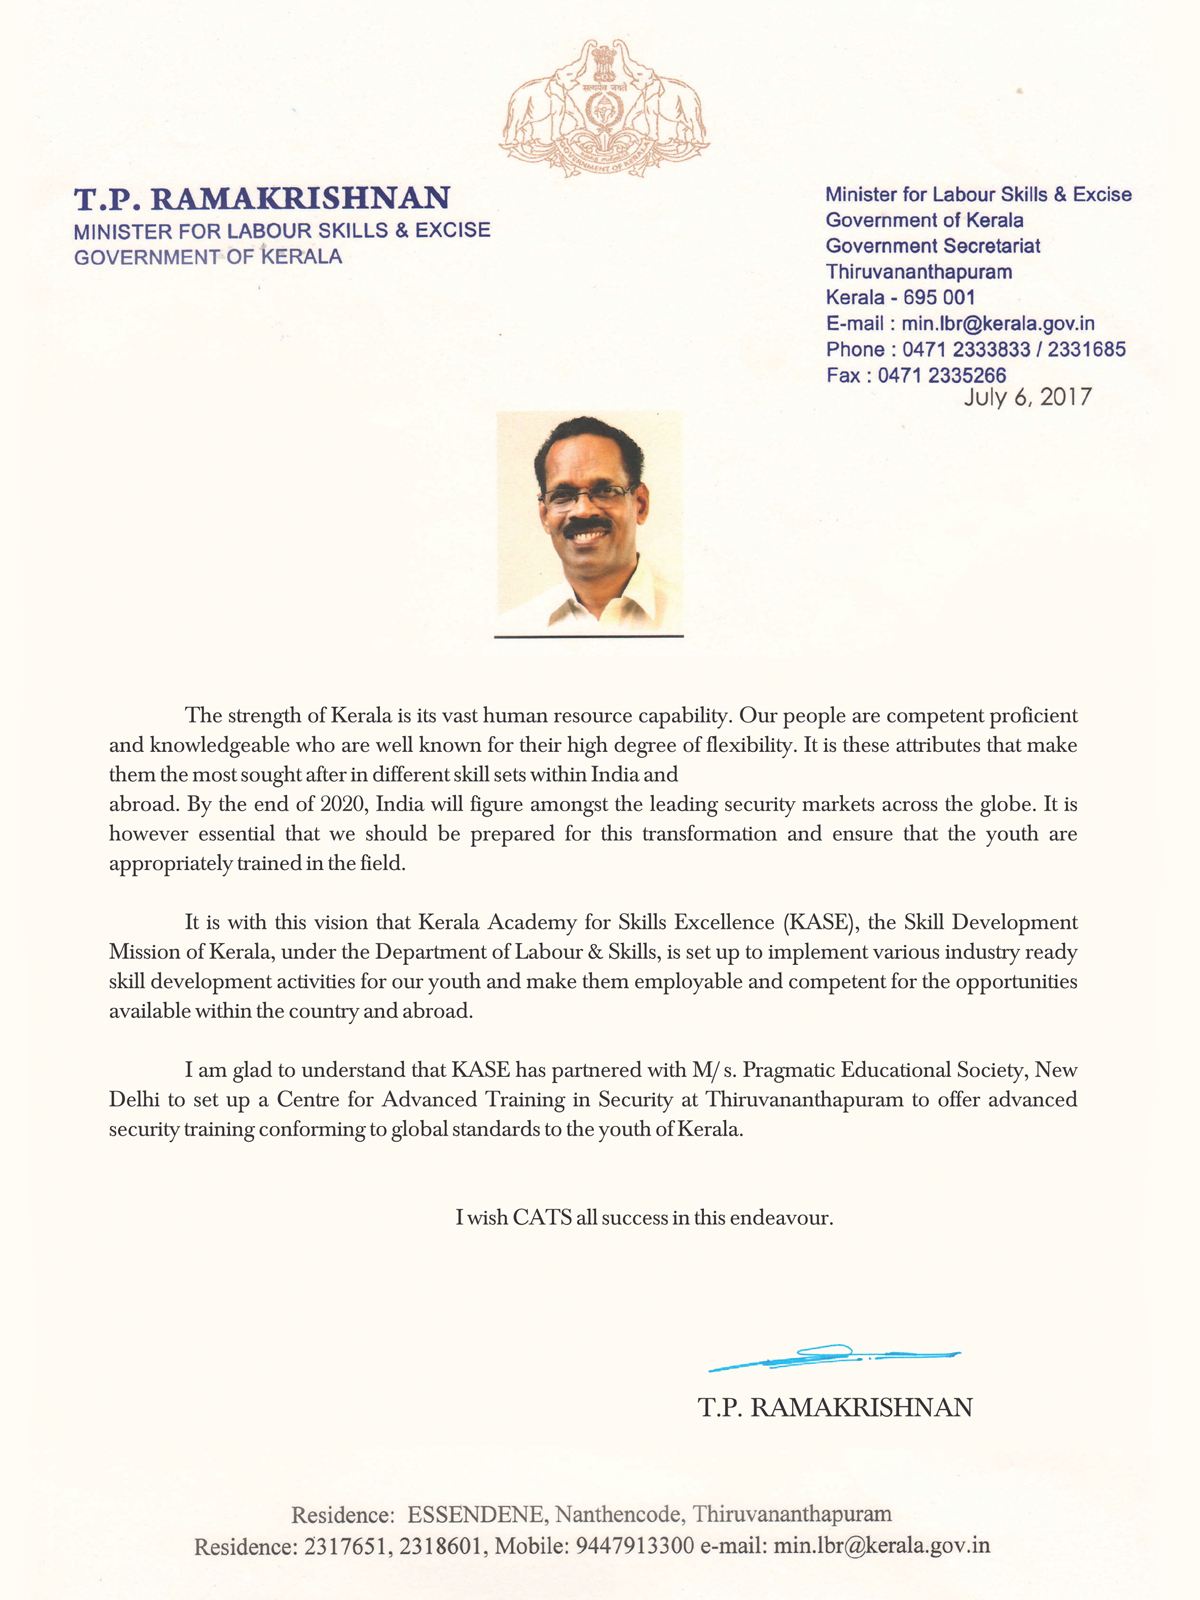 सत्यमेव जयते
GOVERNMENT OF KERALA
T.P. RAMAKRISHNAN
MINISTER FOR LABOUR SKILLS & EXCISE
GOVERNMENT OF KERALA
Minister for Labour Skills & Excise
Government of Kerala
Government Secretariat
Thiruvananthapuram
Kerala - 695 001
E-mail : min.lbr@kerala.gov.in
Phone : 0471 2333833 / 2331685
Fax : 0471 2335266
July 6, 2017
The strength of Kerala is its vast human resource capability. Our people are competent proficient
and knowledgeable who are well known for their high degree of flexibility. It is these attributes that make
them the most sought after in different skill sets within India and
abroad. By the end of 2020, India will figure amongst the leading security markets across the globe. It is
however essential that we should be prepared for this transformation and ensure that the youth are
appropriately trained in the field.
It is with this vision that Kerala Academy for Skills Excellence (KASE), the Skill Development
Mission of Kerala, under the Department of Labour & Skills, is set up to implement various industry ready
skill development activities for our youth and make them employable and competent for the opportunities
available within the country and abroad.
I am glad to understand that KASE has partnered with M/s. Pragmatic Educational Society, New
Delhi to set up a Centre for Advanced Training in Security at Thiruvananthapuram to offer advanced
security training conforming to global standards to the youth of Kerala.
I wish CATS all success in this endeavour.
T.P. RAMAKRISHNAN
Residence: ESSENDENE, Nanthencode, Thiruvananthapuram
Residence: 2317651, 2318601, Mobile: 9447913300 e-mail: min.lbr@kerala.gov.in